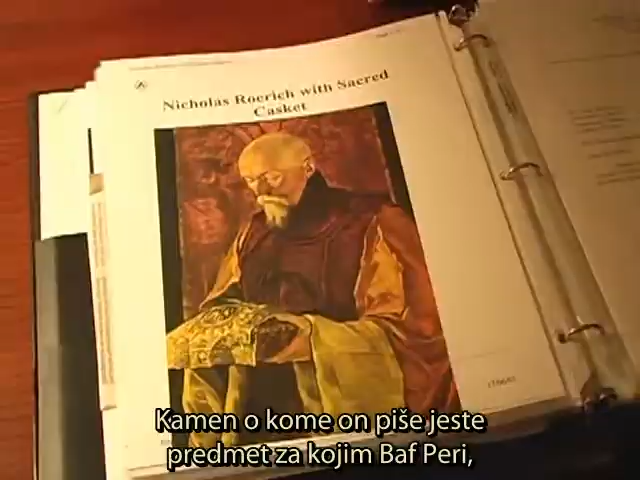 Nicholas Roerich with Sacred
Casket
Kamen o kome on piše jeste
predmet za kojim Baf Peri,